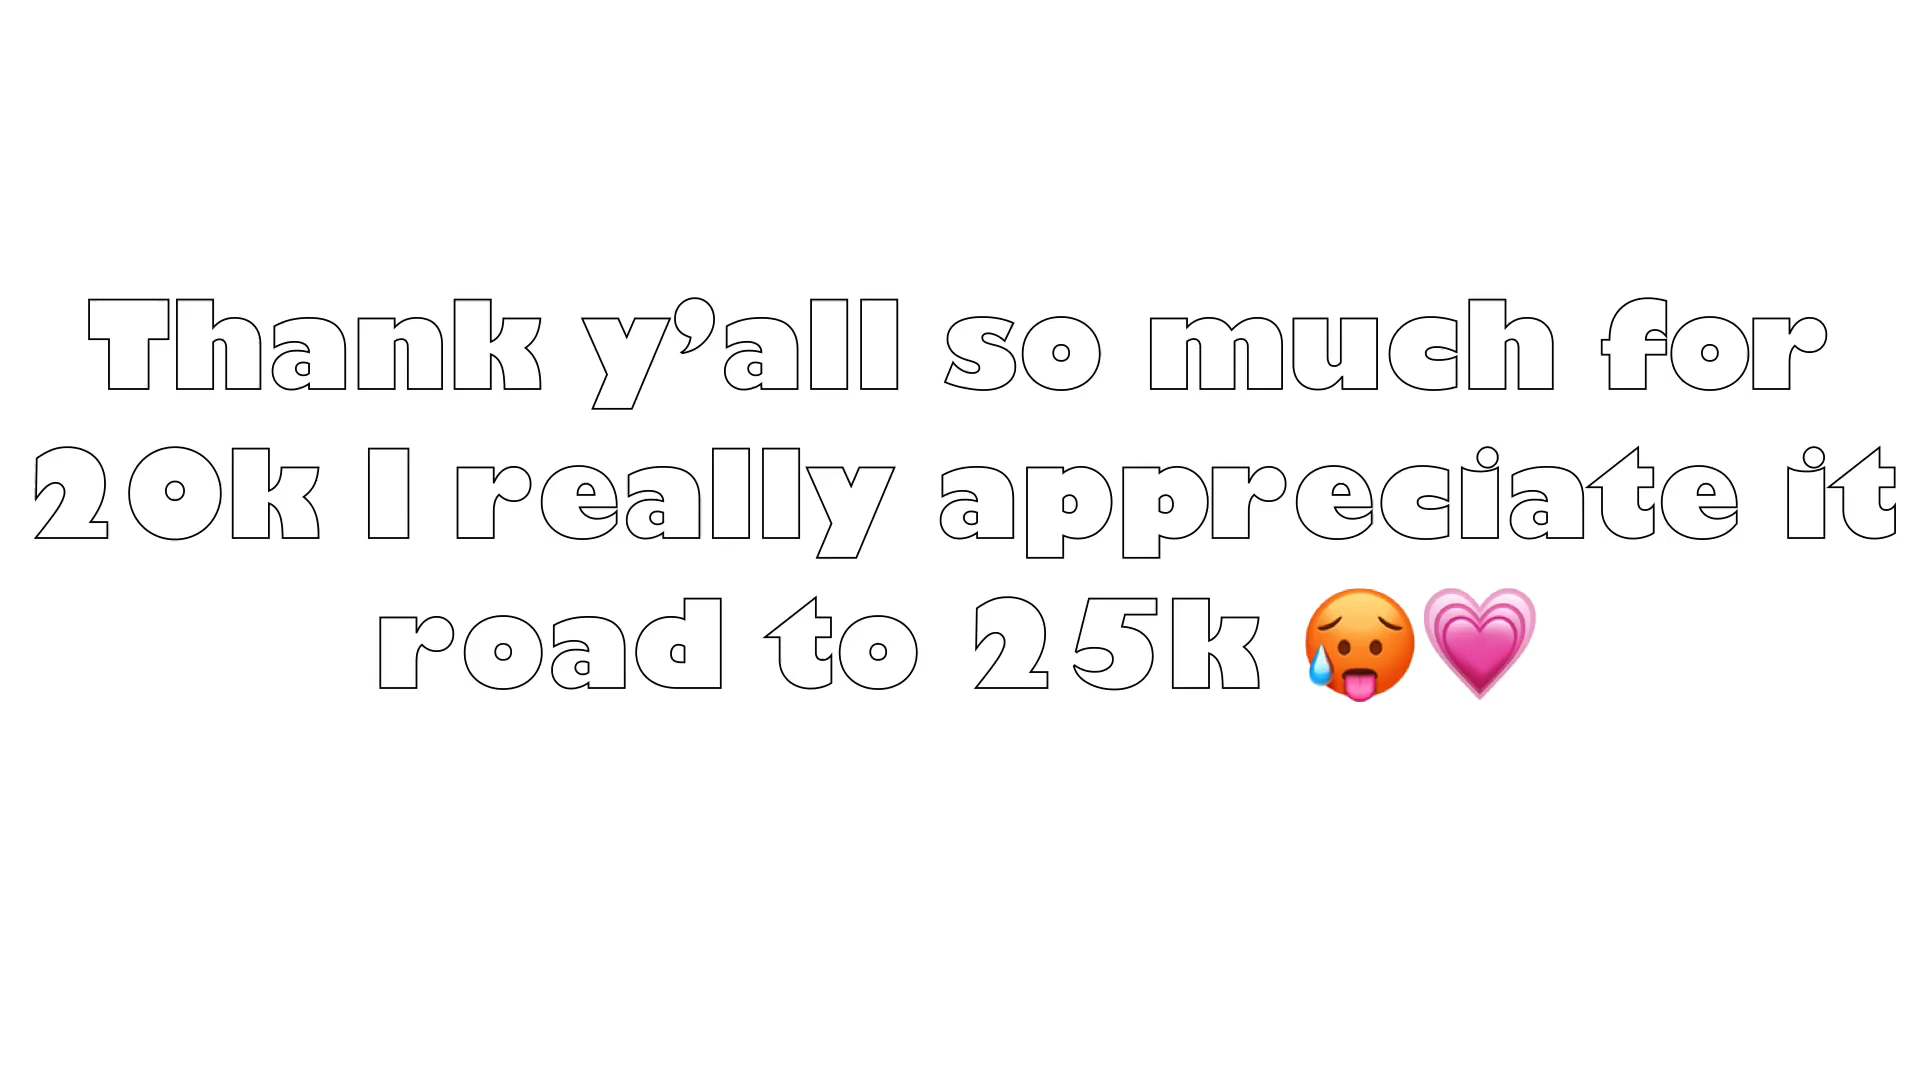 Thank y’all so much for
20k I really appreciate it
road to 25k 🥵💗